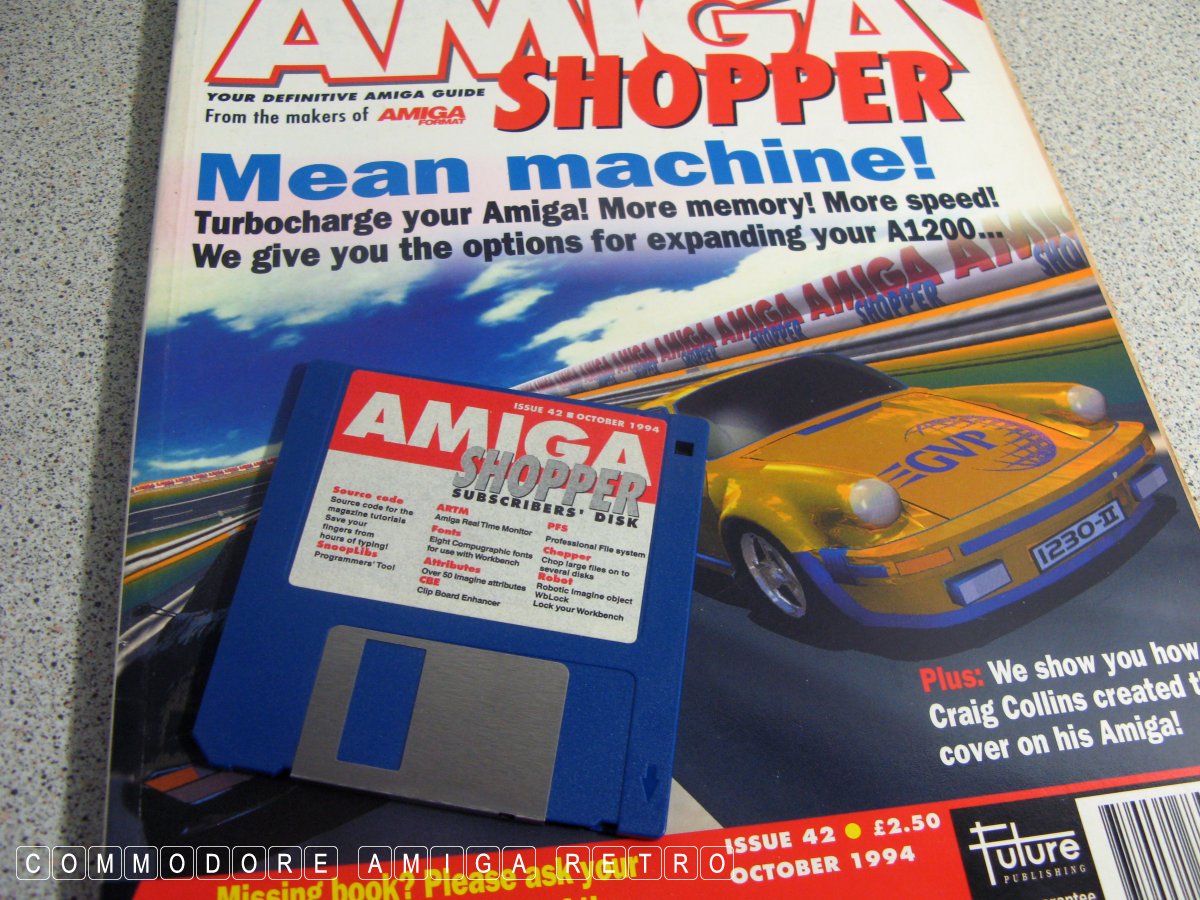 AMIGA
SHOPPER
YOUR DEFINITIVE AMIGA GUIDE
From the makers of AMIGA FORMAT
Mean machine!
Turbocharge your Amiga! More memory! More speed!
We give you the options for expanding your A1200...
AMIGA AMIGA AMIGA AMIGA AMIGA
SHOPPER SHOPPER SHOPPER
GVP
1230-II
ISSUE 42 ■ OCTOBER 1994
AMIGA
SHOPPER
SUBSCRIBERS' DISK
Source code
Source code for the
magazine tutorials
Save your
fingers from
hours of typing!
SnoopLibs
Programmers' Tool
ARTM
Amiga Real Time Monitor
Fonts
Eight Compugraphic fonts
for use with Workbench
Attributes
Over 50 Imagine attributes
CBE
Clip Board Enhancer
PFS
Professional File system
Chopper
Chop large files on to
several disks
Robot
Robotic Imagine object
WbLock
Lock your Workbench
Plus: We show you how
Craig Collins created
cover on his Amiga!
ISSUE 42 ● £2.50
OCTOBER 1994
Future
PUBLISHING
Missing book? Please ask your
COMMODORE AMIGA RETRO